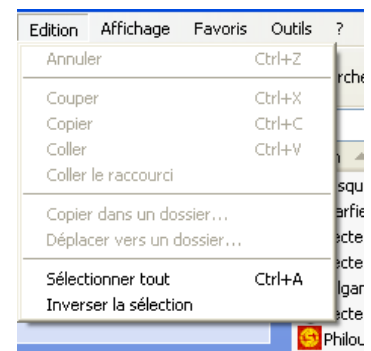 Edition Affichage Favoris Outils ?
Annuler Ctrl+Z
Couper Ctrl+X
Copier Ctrl+C
Coller Ctrl+V
Coller le raccourci
Copier dans un dossier...
Déplacer vers un dossier...
Sélectionner tout Ctrl+A
Inverser la sélection